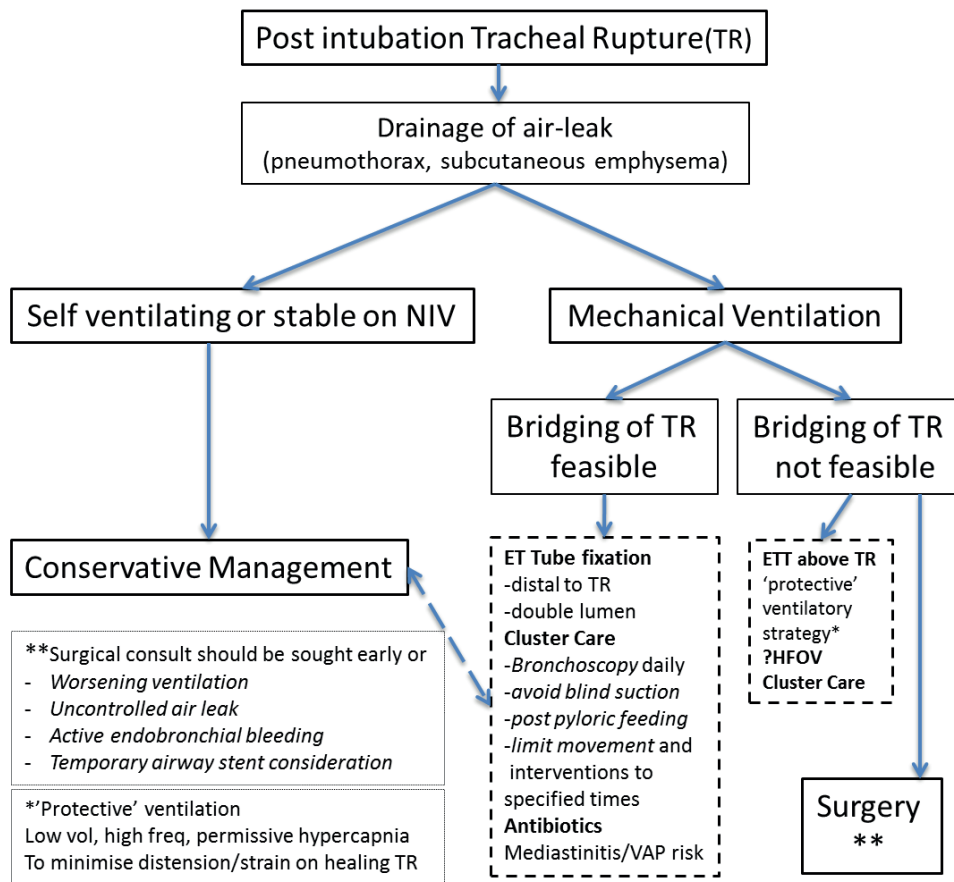 Post intubation Tracheal Rupture(TR)
Drainage of air-leak
(pneumothorax, subcutaneous emphysema)
Self ventilating or stable on NIV
Mechanical Ventilation
Bridging of TR
feasible
Bridging of TR
not feasible
Conservative Management
ET Tube fixation
-distal to TR
-double lumen
Cluster Care
-Bronchoscopy daily
-avoid blind suction
-post pyloric feeding
-limit movement and
interventions to
specified times
Antibiotics
Mediastinitis/VAP risk
ETT above TR
‘protective’
ventilatory
strategy*
?HFOV
Cluster Care
Surgery
**
**Surgical consult should be sought early or
- Worsening ventilation
- Uncontrolled air leak
- Active endobronchial bleeding
- Temporary airway stent consideration
*’Protective’ ventilation
Low vol, high freq, permissive hypercapnia
To minimise distension/strain on healing TR